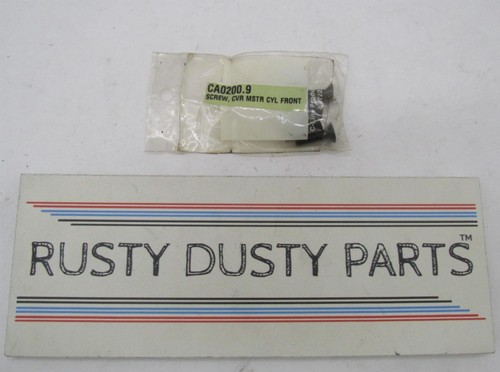 CA0200.9
SCREW, CVR MSTR CYL FRONT
RUSTY DUSTY PARTS™